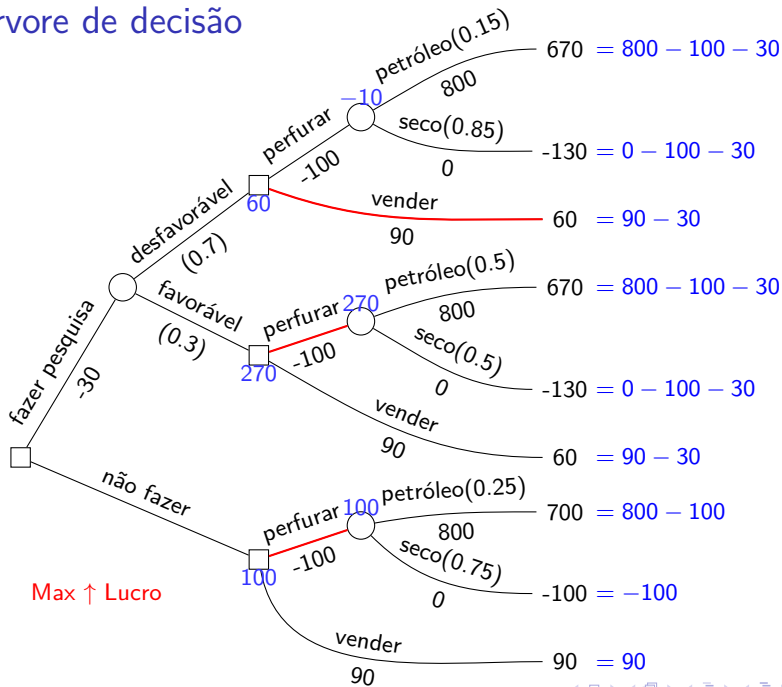 rvore de decisão
petróleo(0.15)
800
670 = 800 − 100 − 30
−10
perfurar
-100
seco(0.85)
0
-130 = 0 − 100 − 30
60
vender
90
60 = 90 − 30
desfavorável
(0.7)
petróleo(0.5)
800
670 = 800 − 100 − 30
favorável
(0.3)
270
perfurar
-100
270
seco(0.5)
0
-130 = 0 − 100 − 30
fazer pesquisa
-30
vender
90
60 = 90 − 30
não fazer
petróleo(0.25)
800
700 = 800 − 100
100
perfurar
-100
100
seco(0.75)
0
-100 = −100
Max ↑ Lucro
vender
90
90 = 90